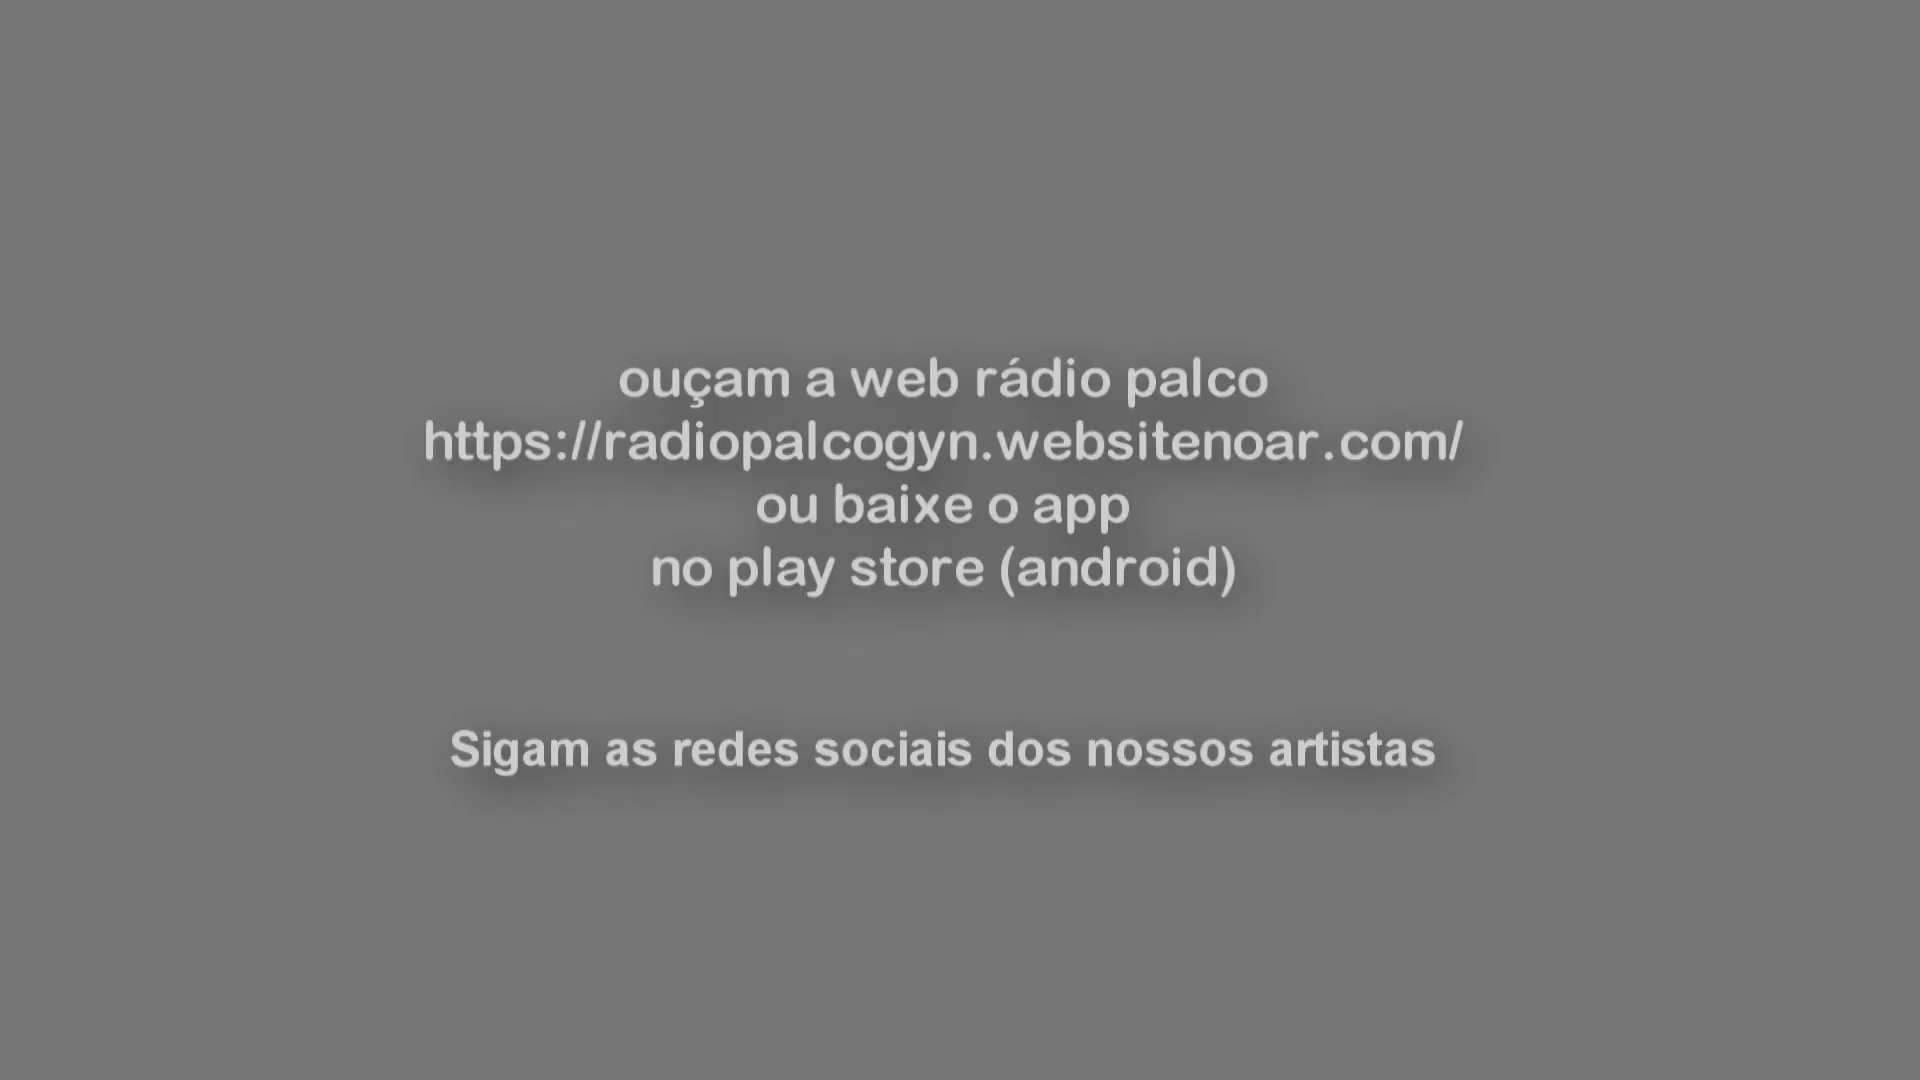 ouçam a web rádio palco
https://radiopalcogyn.websitenoar.com/
ou baixe o app
no play store (android)
Sigam as redes sociais dos nossos artistas